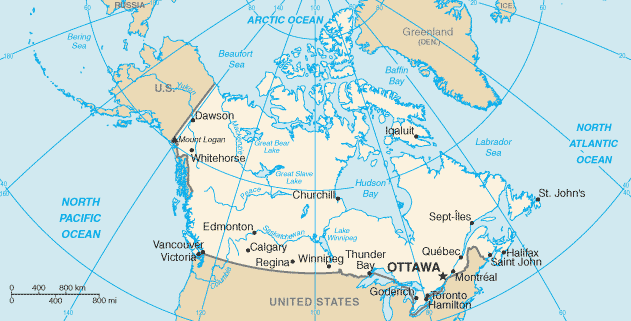 RUSSIA
ICE.
ARCTIC OCEAN
Greenland
(DEN.)
Bering
Sea
Beaufort
Sea
Baffin
Bay
U.S.
Yukon
Dawson
Mount Logan
Whitehorse
Mackenzie
Great Bear
Lake
Great Slave
Lake
Iqaluit
Labrador
Sea
NORTH
ATLANTIC
OCEAN
NORTH
PACIFIC
OCEAN
Peace
Churchill
Hudson
Bay
St. John's
Sept-Îles
Edmonton
Saskatchewan
Lake
Winnipeg
Vancouver
Victoria
Calgary
Regina
Winnipeg
Thunder
Bay
OTTAWA
Québec
Montréal
Halifax
Saint John
Columbia
Goderich
Toronto
Hamilton
UNITED STATES
0 400 800 km
0 400 800 mi